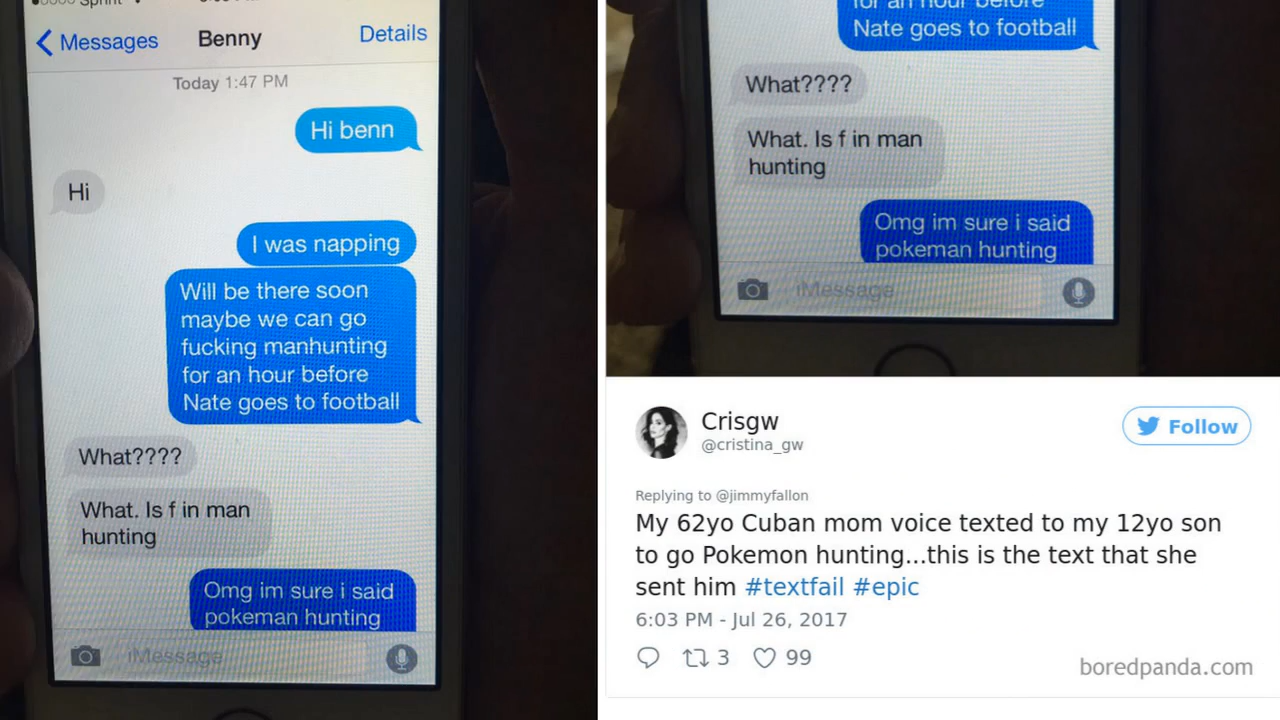 Sprint
Messages
Benny
Details
Today 1:47 PM
Hi benn
Hi
I was napping
Will be there soon
maybe we can go
fucking manhunting
for an hour before
Nate goes to football
What????
What. Is f in man
hunting
Omg im sure i said
pokeman hunting
iMessage
for an hour before
Nate goes to football
What????
What. Is f in man
hunting
Omg im sure i said
pokeman hunting
iMessage
Crisgw
@cristina_gw
Follow
Replying to @jimmyfallon
My 62yo Cuban mom voice texted to my 12yo son
to go Pokemon hunting...this is the text that she
sent him #textfail #epic
6:03 PM - Jul 26, 2017
3
99
boredpanda.com